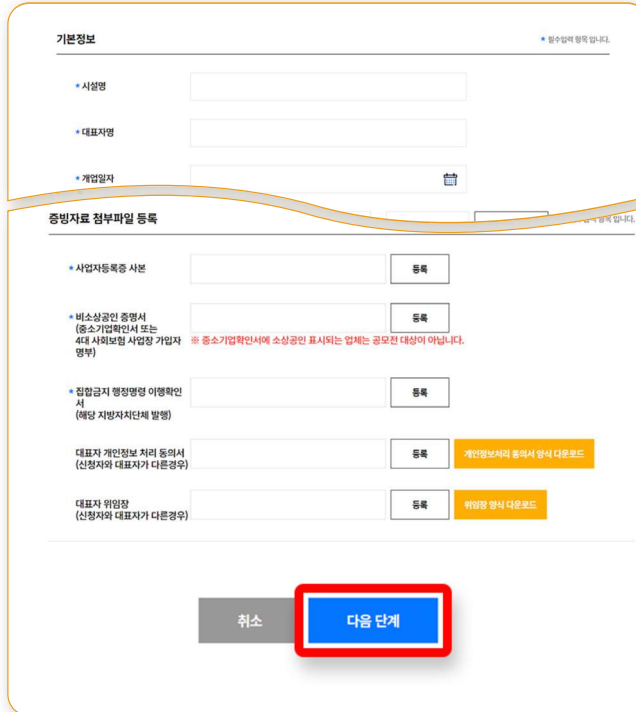 기본정보
* 필수입력 항목 입니다.
* 시설명
* 대표자명
* 개업일자
증빙자료 첨부파일 등록
항목 입니다.
* 사업자등록증 사본
등록
* 비소상공인 증명서
(중소기업확인서 또는
4대 사회보험 사업장 가입자
명부)
등록
※ 중소기업확인서에 소상공인 표시되는 업체는 공모전 대상이 아닙니다.
* 집합금지 행정명령 이행확인
서
(해당 지방자치단체 발행)
등록
대표자 개인정보 처리 동의서
(신청자와 대표자가 다른경우)
등록
개인정보처리 동의서 양식 다운로드
대표자 위임장
(신청자와 대표자가 다른경우)
등록
위임장 양식 다운로드
취소
다음 단계